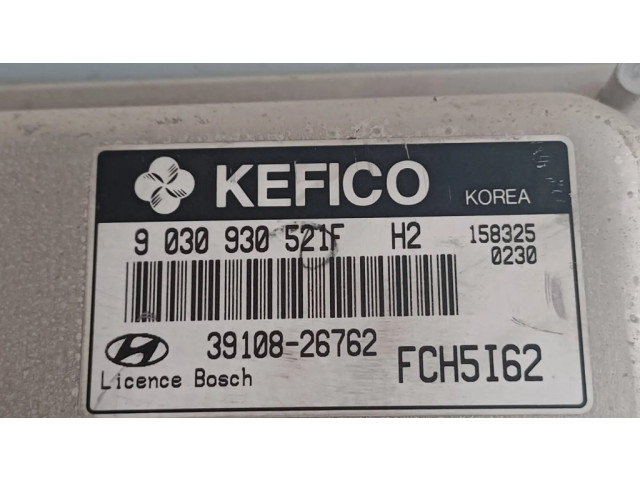 KEFICO KOREA
9 030 930 521F H2 158325
0230
39108-26762 FCH5I62
Licence Bosch